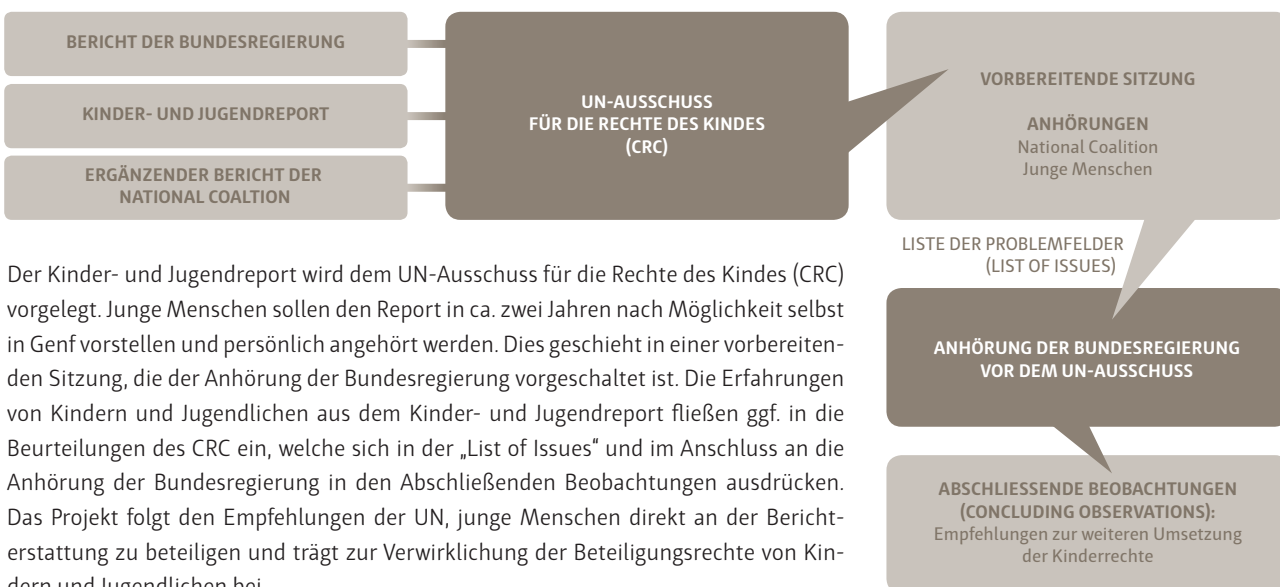 BERICHT DER BUNDESREGIERUNG
KINDER- UND JUGENDREPORT
ERGÄNZENDER BERICHT DER
NATIONAL COALTION
UN-AUSSCHUSS
FÜR DIE RECHTE DES KINDES
(CRC)
VORBEREITENDE SITZUNG
ANHÖRUNGEN
National Coalition
Junge Menschen
LISTE DER PROBLEMFELDER
(LIST OF ISSUES)
ANHÖRUNG DER BUNDESREGIERUNG
VOR DEM UN-AUSSCHUSS
ABSCHLIESSENDE BEOBACHTUNGEN
(CONCLUDING OBSERVATIONS):
Empfehlungen zur weiteren Umsetzung
der Kinderrechte
Der Kinder- und Jugendreport wird dem UN-Ausschuss für die Rechte des Kindes (CRC)
vorgelegt. Junge Menschen sollen den Report in ca. zwei Jahren nach Möglichkeit selbst
in Genf vorstellen und persönlich angehört werden. Dies geschieht in einer vorbereiten-
den Sitzung, die der Anhörung der Bundesregierung vorgeschaltet ist. Die Erfahrungen
von Kindern und Jugendlichen aus dem Kinder- und Jugendreport fließen ggf. in die
Beurteilungen des CRC ein, welche sich in der „List of Issues“ und im Anschluss an die
Anhörung der Bundesregierung in den Abschließenden Beobachtungen ausdrücken.
Das Projekt folgt den Empfehlungen der UN, junge Menschen direkt an der Bericht-
erstattung zu beteiligen und trägt zur Verwirklichung der Beteiligungsrechte von Kin-
dern und Jugendlichen bei.